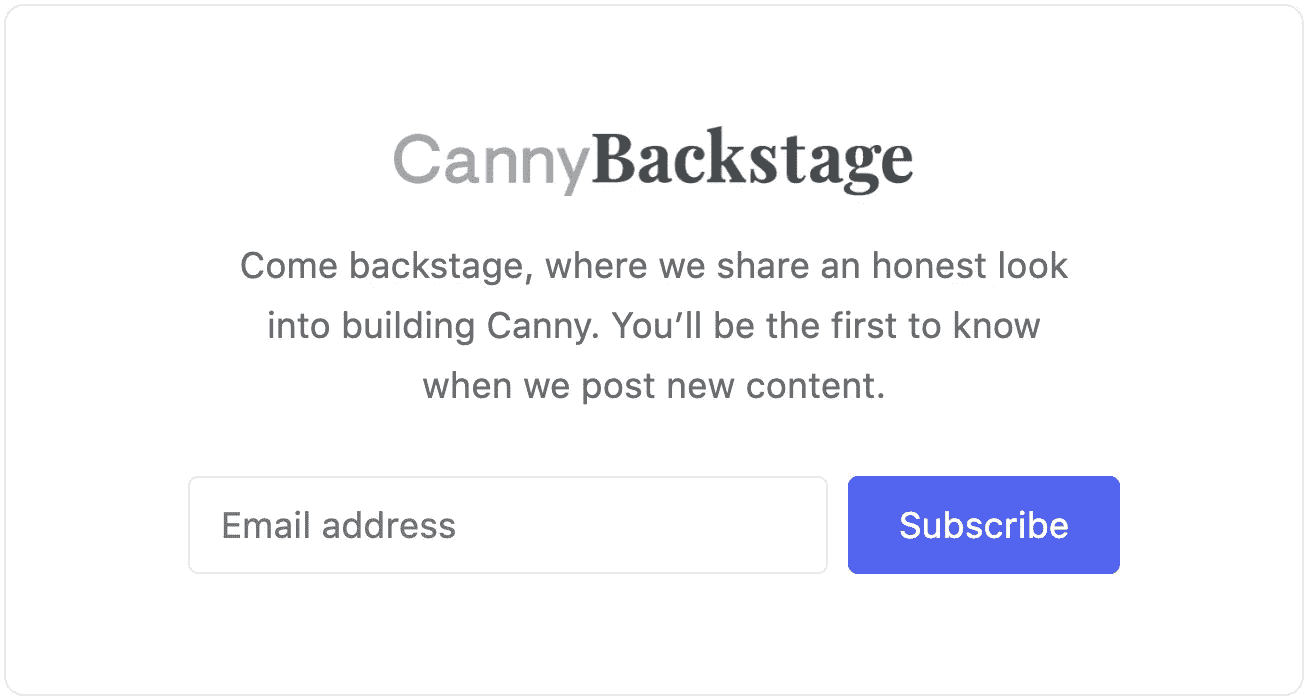 CannyBackstage
Come backstage, where we share an honest look
into building Canny. You’ll be the first to know
when we post new content.
Email address
Subscribe